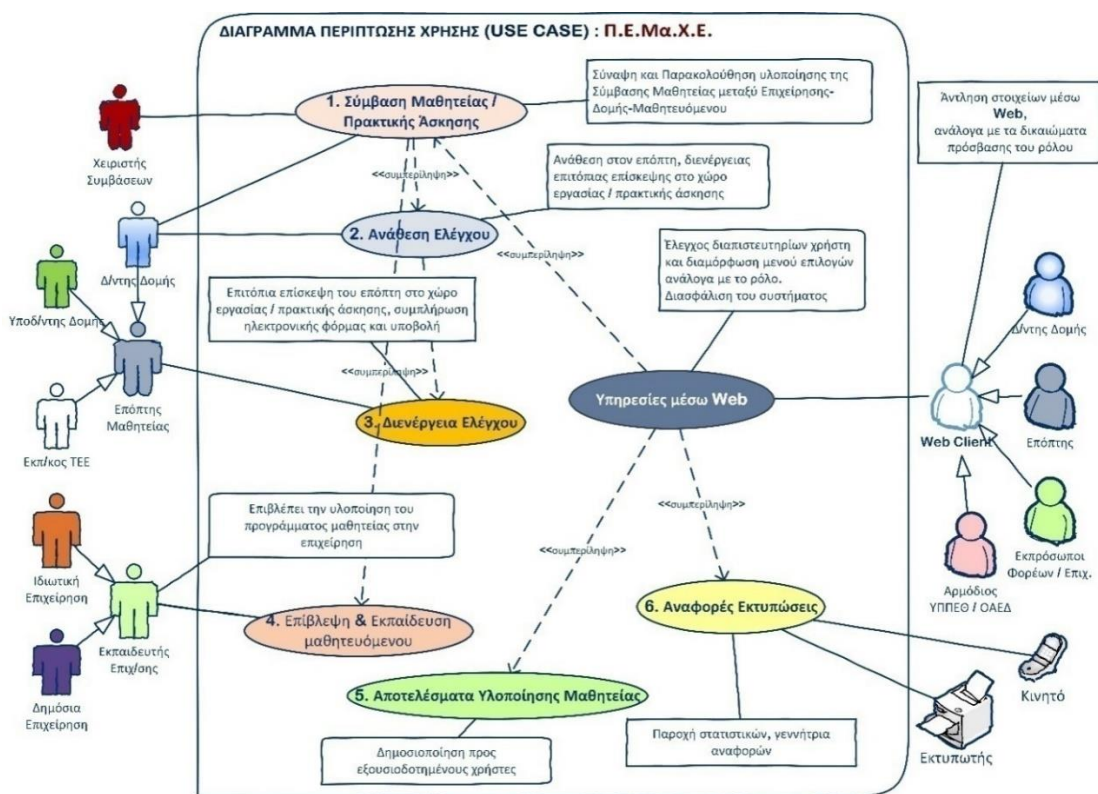 ΔΙΑΓΡΑΜΜΑ ΠΕΡΙΠΤΩΣΗΣ ΧΡΗΣΗΣ (USE CASE) : Π.Ε.Μα.Χ.Ε.
1. Σύμβαση Μαθητείας /
Πρακτικής Άσκησης
Σύναψη και Παρακολούθηση υλοποίησης της
Σύμβασης Μαθητείας μεταξύ Επιχείρησης-
Δομής-Μαθητευόμενου
Άντληση στοιχείων μέσω
Web,
ανάλογα με τα δικαιώματα
πρόσβασης του ρόλου
Χειριστής
Συμβάσεων
<<συμπερίληψη>>
Ανάθεση στον επόπτη, διενέργειας
επιτόπιας επίσκεψης στο χώρο
εργασίας / πρακτικής άσκησης
2. Ανάθεση Ελέγχου
<<συμπερίληψη>>
Δ/ντης Δομής
Έλεγχος διαπιστευτηρίων χρήστη
και διαμόρφωση μενού επιλογών
ανάλογα με το ρόλο.
Διασφάλιση του συστήματος
Επιτόπια επίσκεψη του επόπτη στο χώρο
εργασίας / πρακτικής άσκησης, συμπλήρωση
ηλεκτρονικής φόρμας και υποβολή
Υποδ/ντης Δομής
Δ/ντης Δομής
<<συμπερίληψη>>
Επόπτης
Μαθητείας
3. Διενέργεια Ελέγχου
Υπηρεσίες μέσω Web
Web Client
Επόπτης
Εκπ/κος ΤΕΕ
Επιβλέπει την υλοποίηση του
προγράμματος μαθητείας στην
επιχείρηση
<<συμπερίληψη>>
<<συμπερίληψη>>
Ιδιωτική
Επιχείρηση
Εκπρόσωποι
Φορέων / Επιχ.
Αρμόδιος
ΥΠΠΕΘ / ΟΑΕΔ
4. Επίβλεψη & Εκπαίδευση
μαθητευόμενου
6. Αναφορές Εκτυπώσεις
Εκπαιδευτής
Επιχ/σης
5. Αποτελέσματα Υλοποίησης Μαθητείας
Κινητό
Δημόσια
Επιχείρηση
Δημοσιοποίηση προς
εξουσιοδοτημένους χρήστες
Παροχή στατιστικών, γεννήτρια
αναφορών
Εκτυπωτής